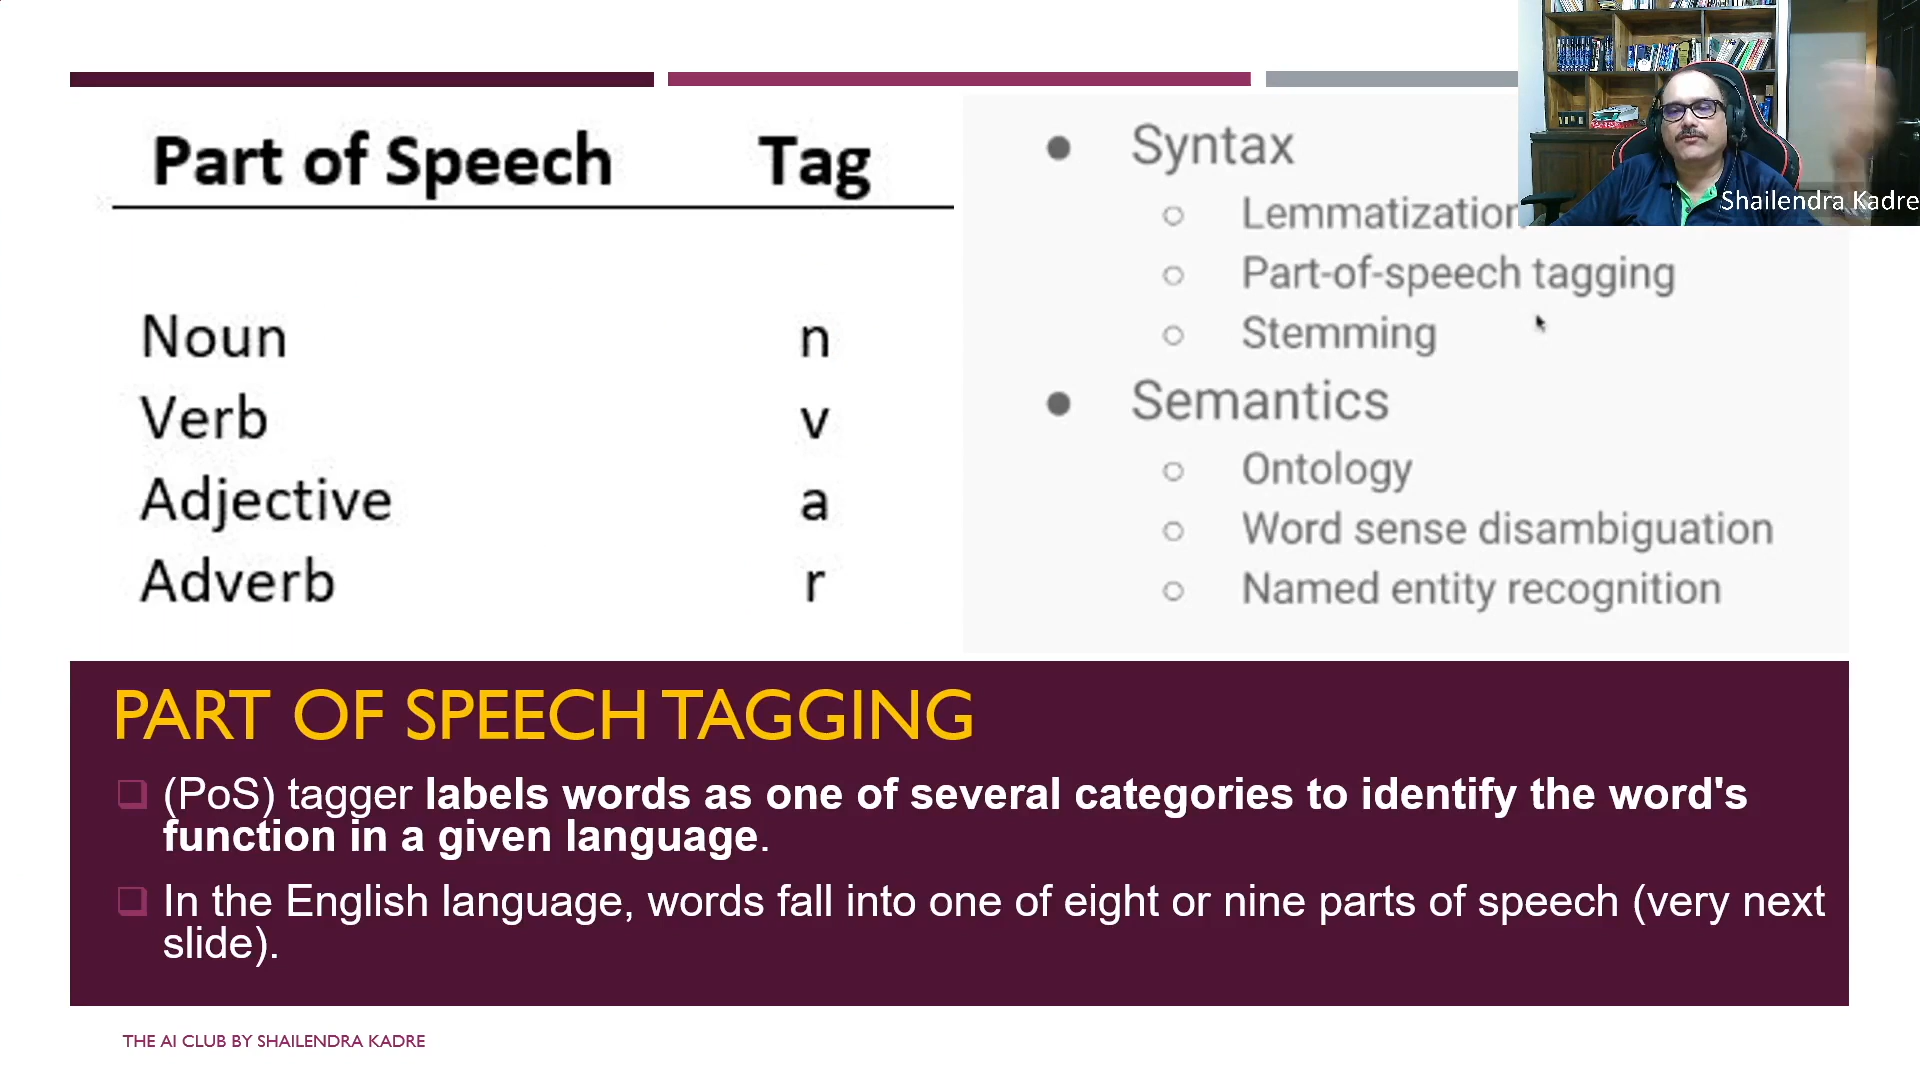 Part of Speech Tag
Noun n
Verb v
Adjective a
Adverb r
Syntax
Lemmatization
Part-of-speech tagging
Stemming
Semantics
Ontology
Word sense disambiguation
Named entity recognition
Shailendra Kadre
PART OF SPEECH TAGGING
(PoS) tagger labels words as one of several categories to identify the word's
function in a given language.
In the English language, words fall into one of eight or nine parts of speech (very next
slide).
THE AI CLUB BY SHAILENDRA KADRE